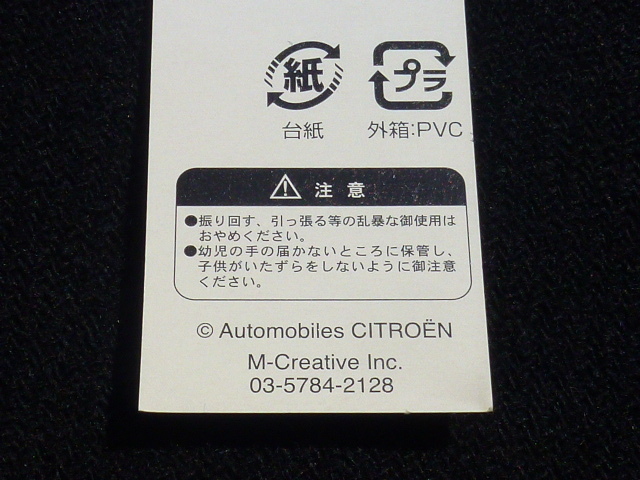 紙 プラ
台紙 外箱:PVC
注意
●振り回す、引っ張る等の乱暴な御使用は
おやめください。
●幼児の手の届かないところに保管し、
子供がいたずらをしないように御注意
ください。
© Automobiles CITROËN
M-Creative Inc.
03-5784-2128